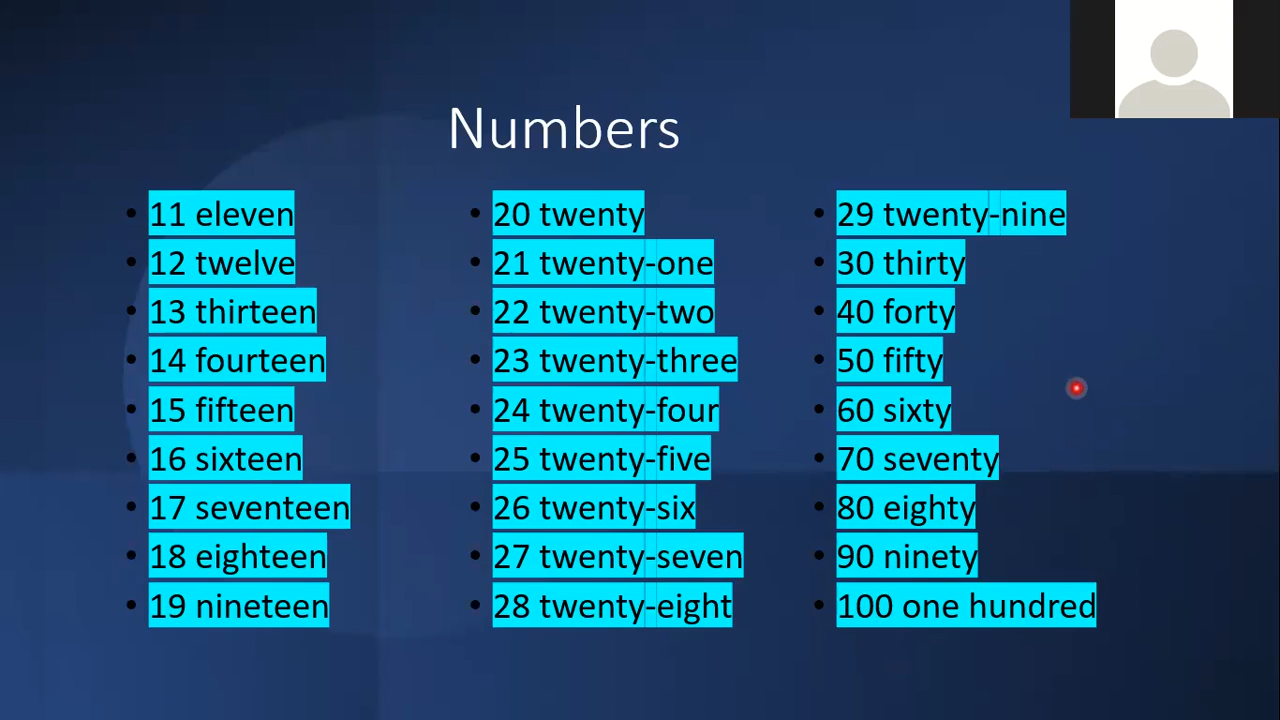 Numbers
• 11 eleven
• 12 twelve
• 13 thirteen
• 14 fourteen
• 15 fifteen
• 16 sixteen
• 17 seventeen
• 18 eighteen
• 19 nineteen
• 20 twenty
• 21 twenty-one
• 22 twenty-two
• 23 twenty-three
• 24 twenty-four
• 25 twenty-five
• 26 twenty-six
• 27 twenty-seven
• 28 twenty-eight
• 29 twenty-nine
• 30 thirty
• 40 forty
• 50 fifty
• 60 sixty
• 70 seventy
• 80 eighty
• 90 ninety
• 100 one hundred